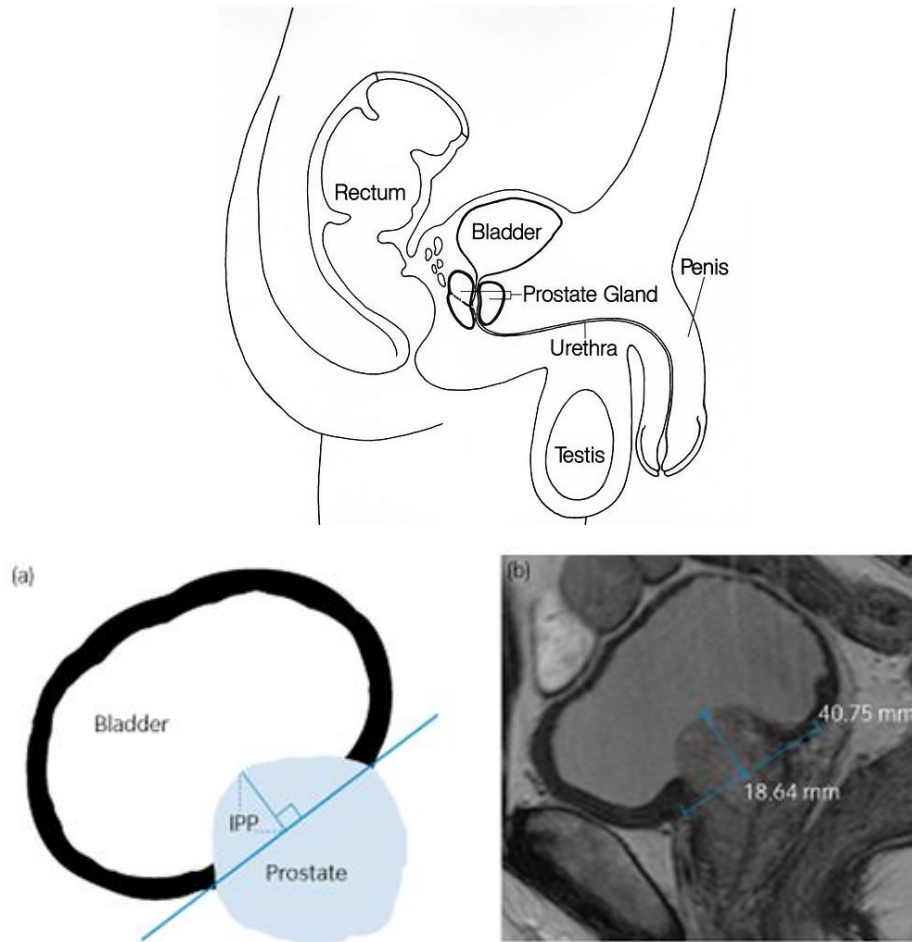 Rectum
Bladder
Penis
Prostate Gland
Urethra
Testis
(a)
Bladder
IPP
Prostate
(b)
40.75 mm
18.64 mm